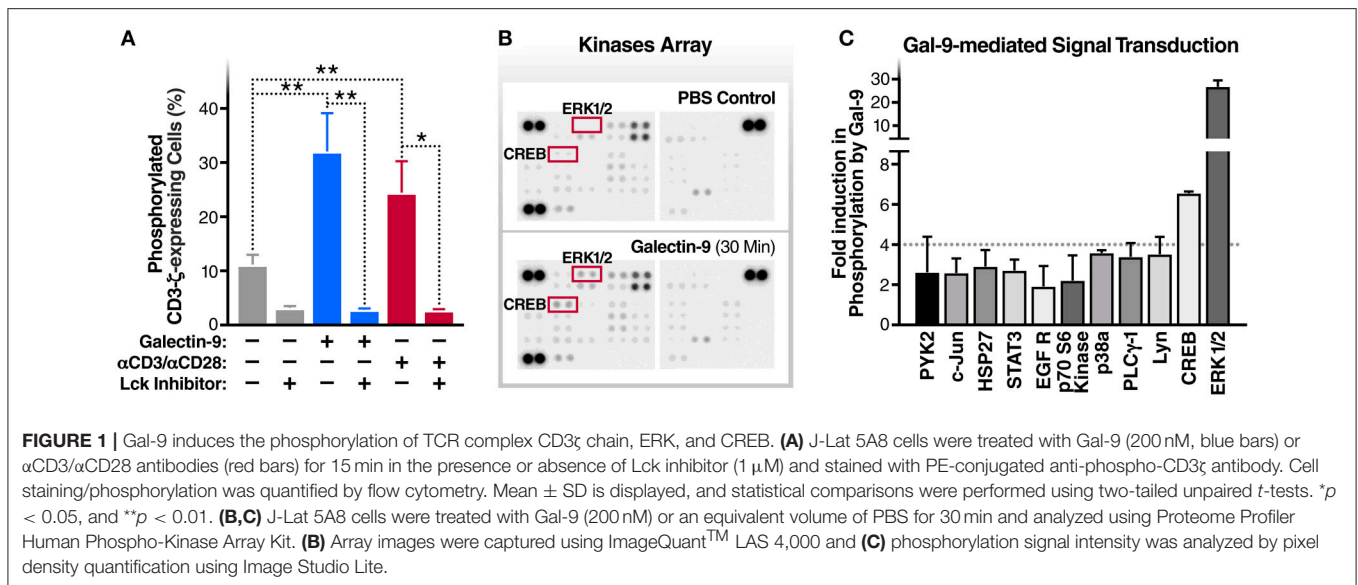 A
Phosphorylated
CD3-ζ-expressing Cells (%)
40
30
20
10
0
**
**
**
*
Galectin-9: − − + + − −
αCD3/αCD28: − − − − + +
Lck Inhibitor: − + − + − +
B
Kinases Array
PBS Control
ERK1/2
CREB
Galectin-9 (30 Min)
ERK1/2
CREB
C
Gal-9-mediated Signal Transduction
Fold induction in
Phosphorylation by Gal-9
30
20
10
8
6
4
2
0
PYK2
c-Jun
HSP27
STAT3
EGF R
p70 S6
Kinase
p38a
PLCγ-1
Lyn
CREB
ERK1/2
FIGURE 1 | Gal-9 induces the phosphorylation of TCR complex CD3ζ chain, ERK, and CREB. (A) J-Lat 5A8 cells were treated with Gal-9 (200 nM, blue bars) or
αCD3/αCD28 antibodies (red bars) for 15 min in the presence or absence of Lck inhibitor (1 μM) and stained with PE-conjugated anti-phospho-CD3ζ antibody. Cell
staining/phosphorylation was quantified by flow cytometry. Mean ± SD is displayed, and statistical comparisons were performed using two-tailed unpaired t-tests. *p
< 0.05, and **p < 0.01. (B,C) J-Lat 5A8 cells were treated with Gal-9 (200 nM) or an equivalent volume of PBS for 30 min and analyzed using Proteome Profiler
Human Phospho-Kinase Array Kit. (B) Array images were captured using ImageQuant™ LAS 4,000 and (C) phosphorylation signal intensity was analyzed by pixel
density quantification using Image Studio Lite.